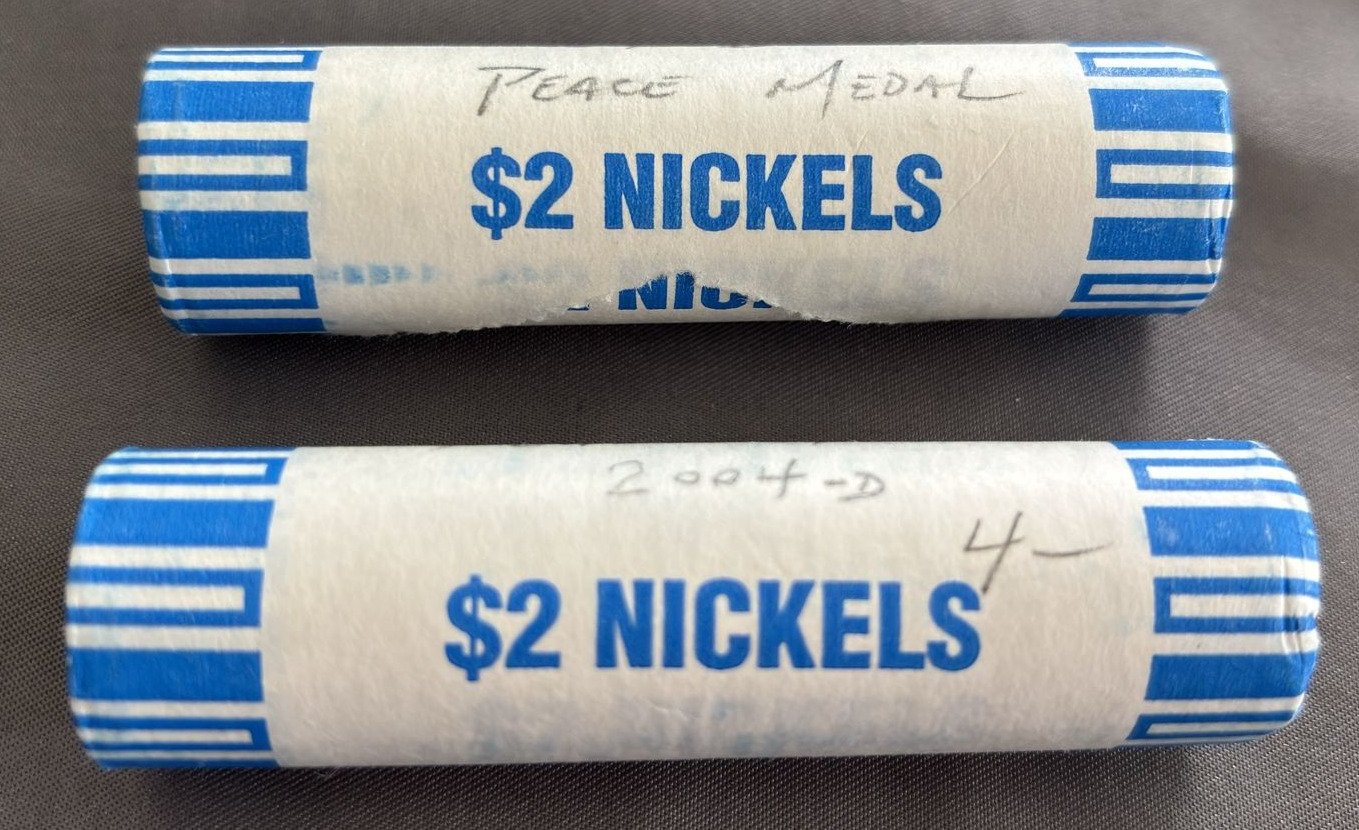 PEACE MEDAL
$2 NICKELS
2004-D
4-
$2 NICKELS